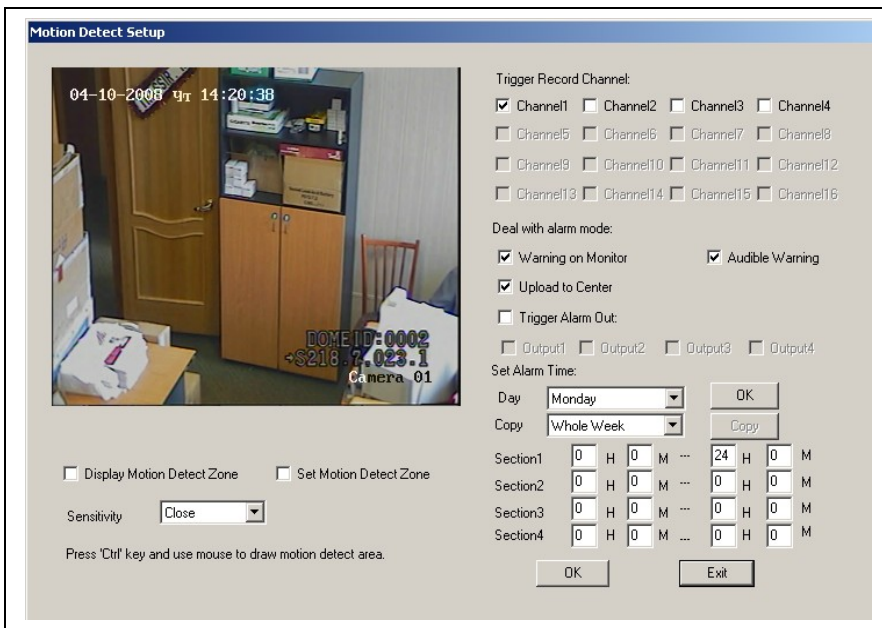 Motion Detect Setup
04-10-2008 Чт 14:20:38
DOMEID:0002
+S218.7.023.1
Camera 01
Display Motion Detect Zone
Set Motion Detect Zone
Sensitivity
Close
Press 'Ctrl' key and use mouse to draw motion detect area.
Trigger Record Channel:
Channel1 Channel2 Channel3 Channel4
Channel5 Channel6 Channel7 Channel8
Channel9 Channel10 Channel11 Channel12
Channel13 Channel14 Channel15 Channel16
Deal with alarm mode:
Warning on Monitor Audible Warning
Upload to Center
Trigger Alarm Out:
Output1 Output2 Output3 Output4
Set Alarm Time:
Day Monday OK
Copy Whole Week Copy
Section1 0 H 0 M ... 24 H 0 M
Section2 0 H 0 M ... 0 H 0 M
Section3 0 H 0 M ... 0 H 0 M
Section4 0 H 0 M ... 0 H 0 M
OK Exit